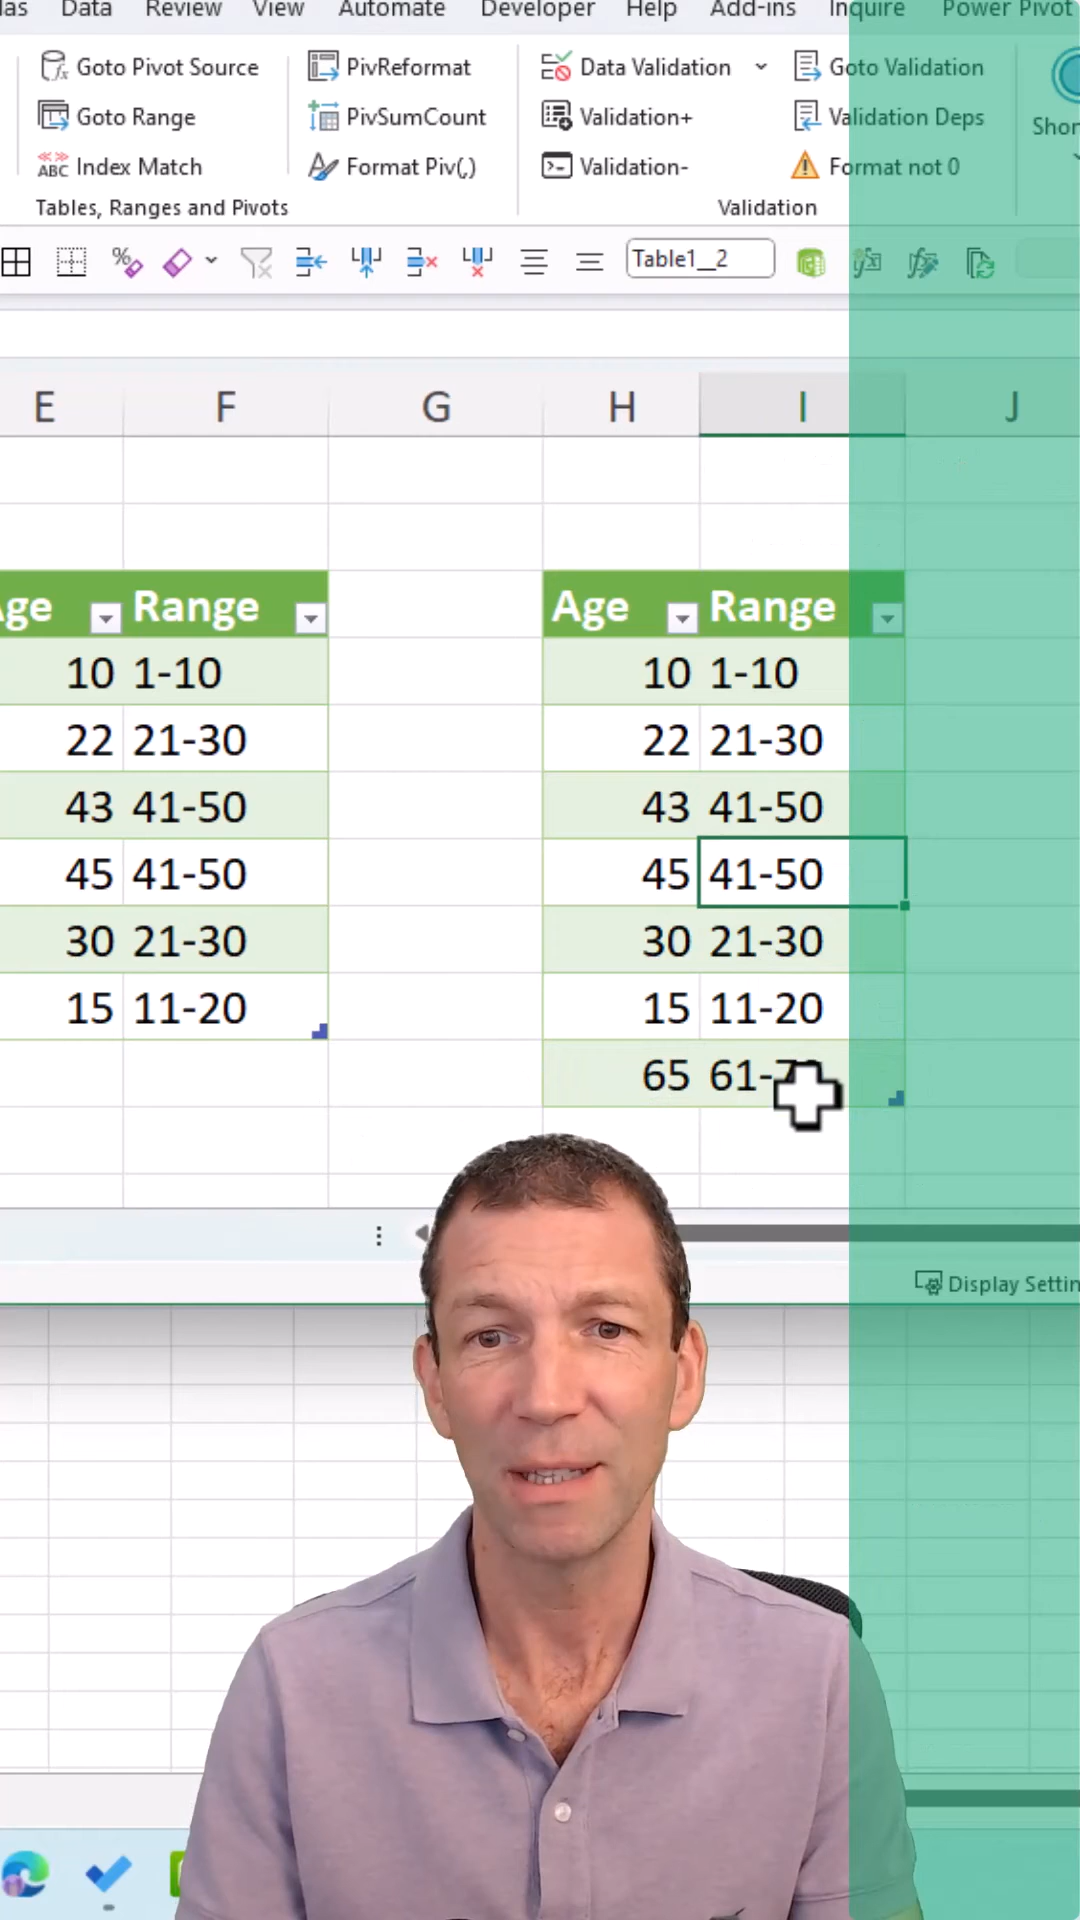 Data Review View Automate Developer Help Add-ins Inquire Power Pivot
Goto Pivot Source PivReformat Data Validation Goto Validation
Goto Range PivSumCount Validation+ Validation Deps
ABC Index Match Format Piv(,) Validation- Format not 0
Tables, Ranges and Pivots Validation
Table1__2
E F G H I J
Age Range Age Range
10 1-10 10 1-10
22 21-30 22 21-30
43 41-50 43 41-50
45 41-50 45 41-50
30 21-30 30 21-30
15 11-20 15 11-20
65 61-
Display Settin